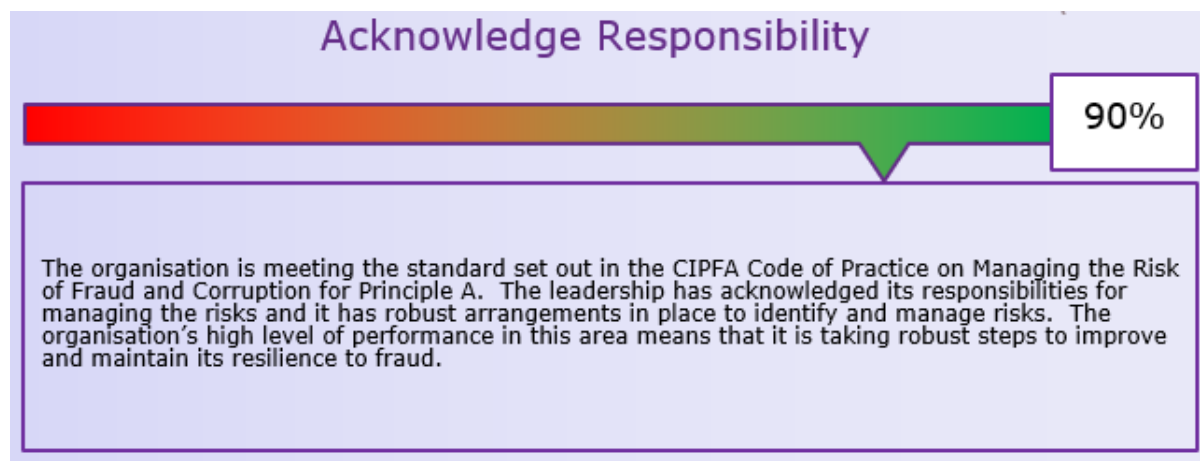 Acknowledge Responsibility
90%
The organisation is meeting the standard set out in the CIPFA Code of Practice on Managing the Risk
of Fraud and Corruption for Principle A.  The leadership has acknowledged its responsibilities for
managing the risks and it has robust arrangements in place to identify and manage risks.  The
organisation’s high level of performance in this area means that it is taking robust steps to improve
and maintain its resilience to fraud.